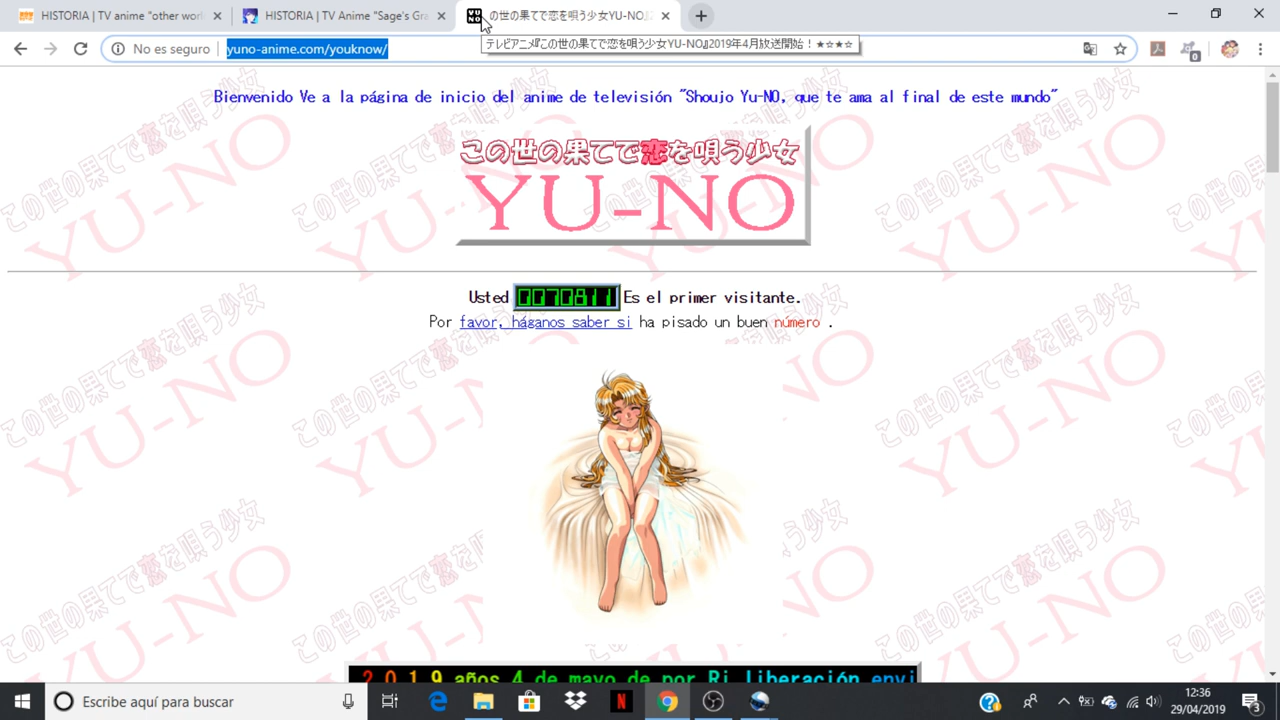 HISTORIA | TV anime "other worl
HISTORIA | TV Anime "Sage's Gra
の世の果てで恋を唄う少女YU-NO』
No es seguro
yuno-anime.com/youknow/
テレビアニメ『この世の果てで恋を唄う少女YU-NO』2019年4月放送開始！★☆★☆
Bienvenido Ve a la página de inicio del anime de televisión "Shoujo Yu-NO, que te ama al final de este mundo"
この世の果てで恋を唄う少女
YU-NO
Usted 0070811 Es el primer visitante.
Por favor, háganos saber si ha pisado un buen número .
2019 años 4 de mayo de por Ri liberación envi
Escribe aquí para buscar
12:36
29/04/2019